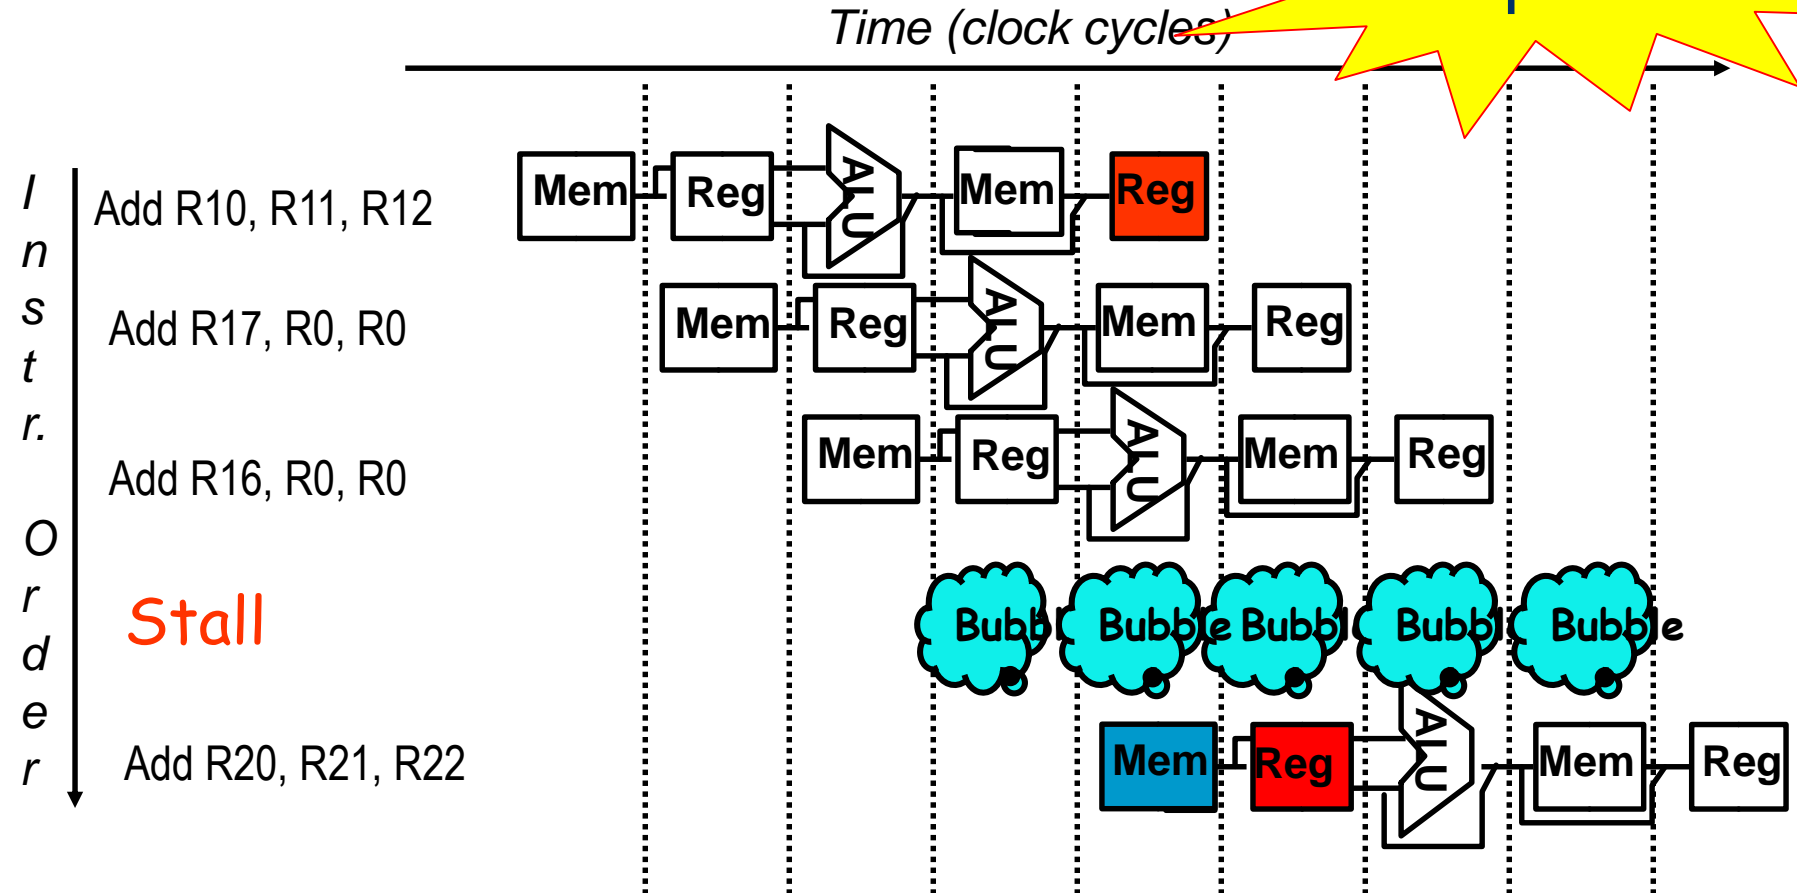 Time (clock cycles)
Instr. Order
Add R10, R11, R12
Mem Reg ALU Mem Reg
Add R17, R0, R0
Mem Reg ALU Mem Reg
Add R16, R0, R0
Mem Reg ALU Mem Reg
Stall
Bubble Bubble Bubble Bubble Bubble
Add R20, R21, R22
Mem Reg ALU Mem Reg